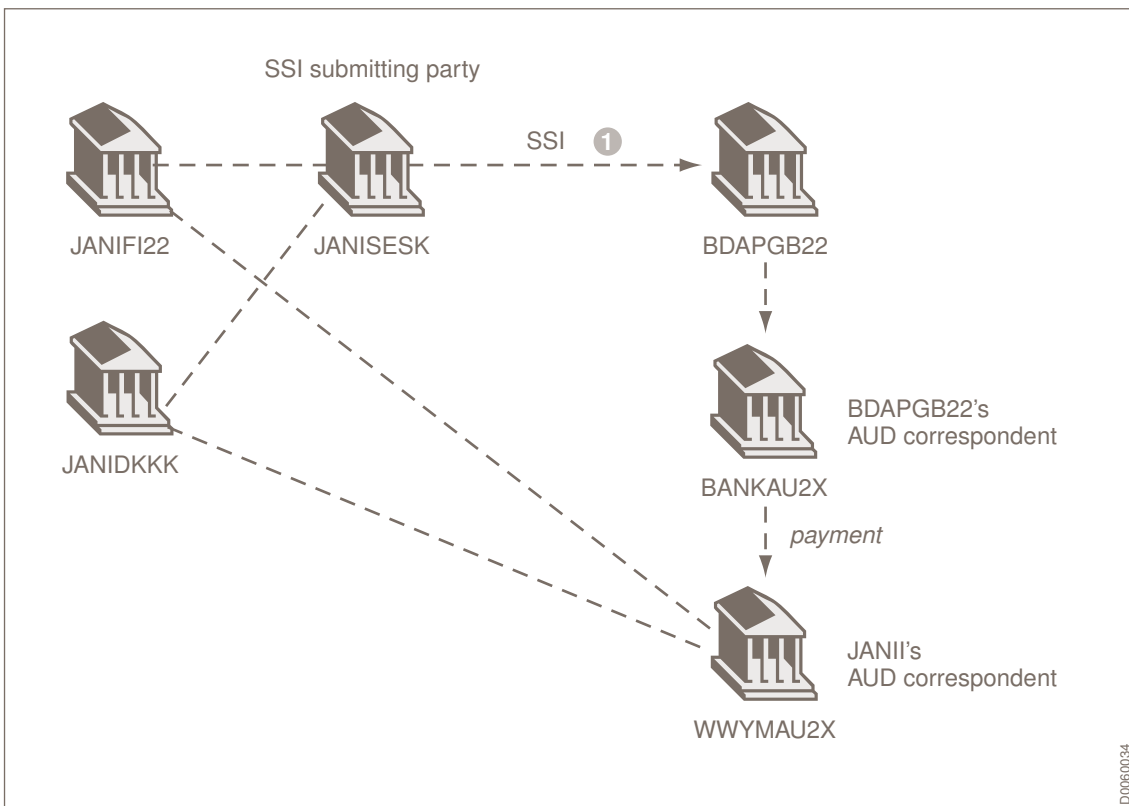 SSI submitting party
SSI 1
JANIFI22
JANISESK
BDAPGB22
JANIDKKK
BDAPGB22's
AUD correspondent
BANKAU2X
payment
JANII's
AUD correspondent
WWYMAU2X
D0060034